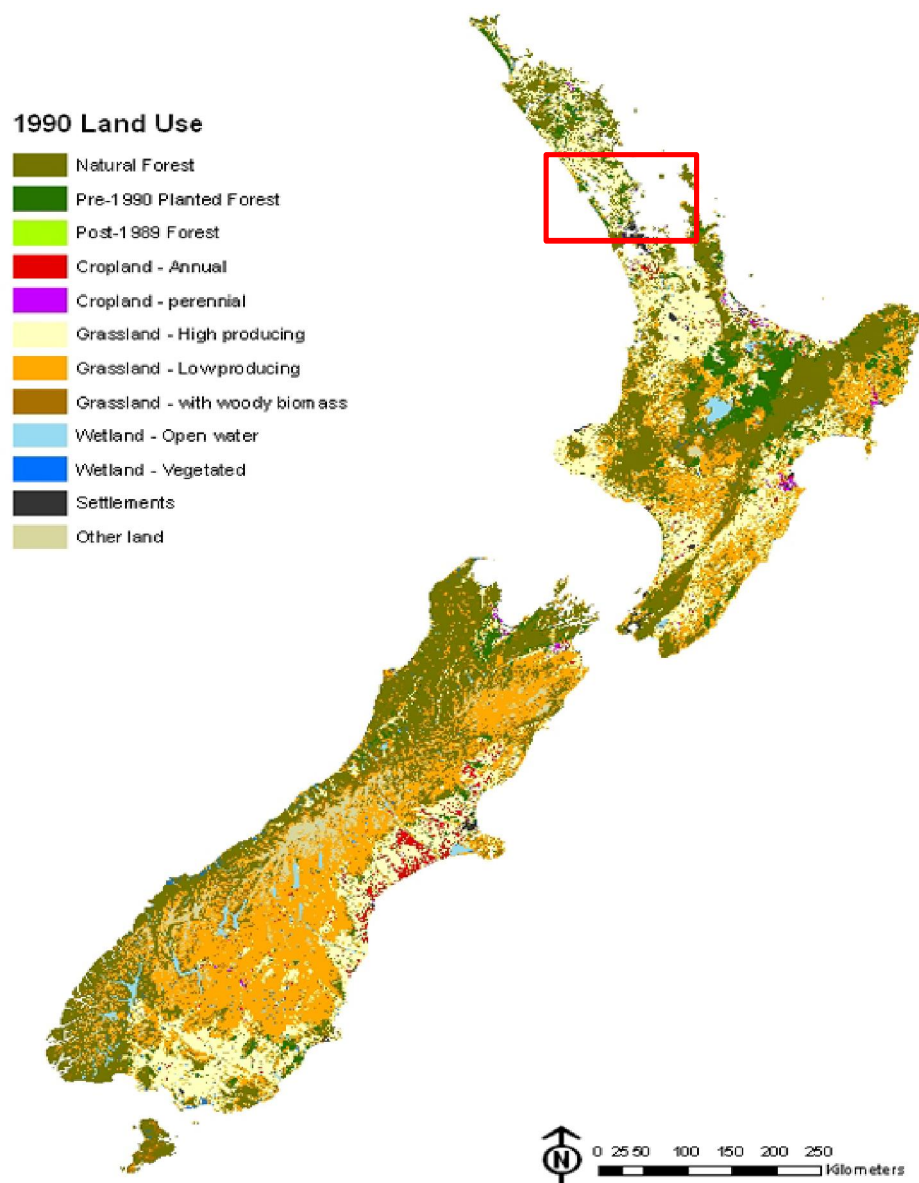 1990 Land Use
Natural Forest
Pre-1990 Planted Forest
Post-1989 Forest
Cropland - Annual
Cropland - perennial
Grassland - High producing
Grassland - Low producing
Grassland - with woody biomass
Wetland - Open water
Wetland - Vegetated
Settlements
Other land
N
0 25 50 100 150 200 250
Kilometers